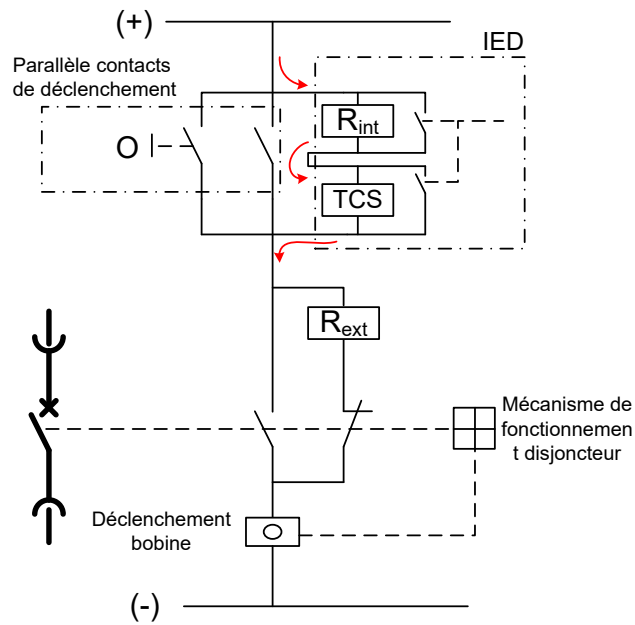 (+)
IED
Parallèle contacts
de déclenchement
R_int
O
TCS
R_ext
Mécanisme de
fonctionnemen
t disjoncteur
Déclenchement
bobine
(-)